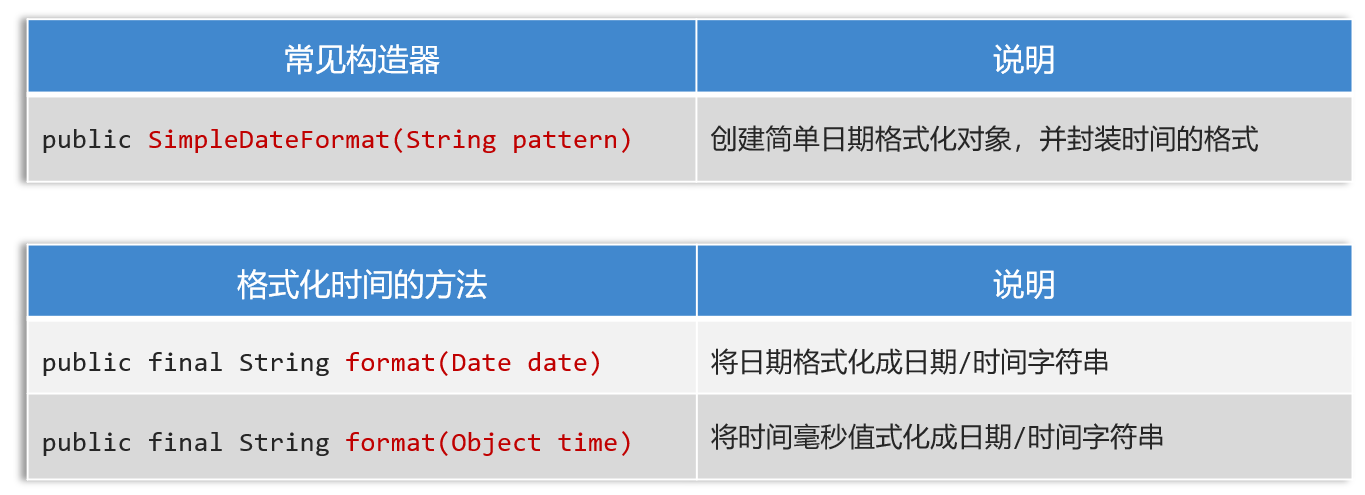 常见构造器 说明
public SimpleDateFormat(String pattern) 创建简单日期格式化对象，并封装时间的格式
格式化时间的方法 说明
public final String format(Date date) 将日期格式化成日期/时间字符串
public final String format(Object time) 将时间毫秒值式化成日期/时间字符串